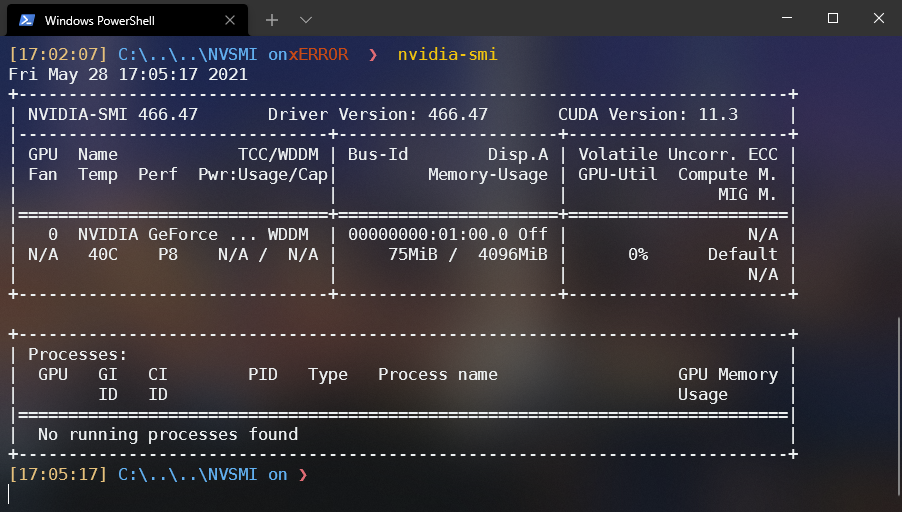 Windows PowerShell
[17:02:07] C:\..\..\NVSMI onxERROR ❯ nvidia-smi
Fri May 28 17:05:17 2021
+-----------------------------------------------------------------------------+
| NVIDIA-SMI 466.47       Driver Version: 466.47       CUDA Version: 11.3     |
|-------------------------------+----------------------+----------------------+
| GPU  Name            TCC/WDDM | Bus-Id        Disp.A | Volatile Uncorr. ECC |
| Fan  Temp  Perf  Pwr:Usage/Cap|         Memory-Usage | GPU-Util  Compute M. |
|                               |                      |               MIG M. |
|===============================+======================+======================|
|   0  NVIDIA GeForce ... WDDM  | 00000000:01:00.0 Off |                  N/A |
| N/A   40C    P8    N/A /  N/A |     75MiB /  4096MiB |      0%      Default |
|                               |                      |                  N/A |
+-------------------------------+----------------------+----------------------+
+-----------------------------------------------------------------------------+
| Processes:                                                                  |
|  GPU   GI   CI        PID   Type   Process name                  GPU Memory |
|        ID   ID                                                   Usage      |
|=============================================================================|
|  No running processes found                                                 |
+-----------------------------------------------------------------------------+
[17:05:17] C:\..\..\NVSMI on ❯